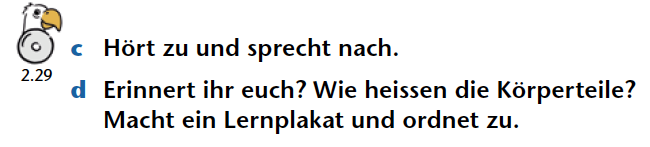 c Hört zu und sprecht nach.
2.29
d Erinnert ihr euch? Wie heissen die Körperteile?
Macht ein Lernplakat und ordnet zu.